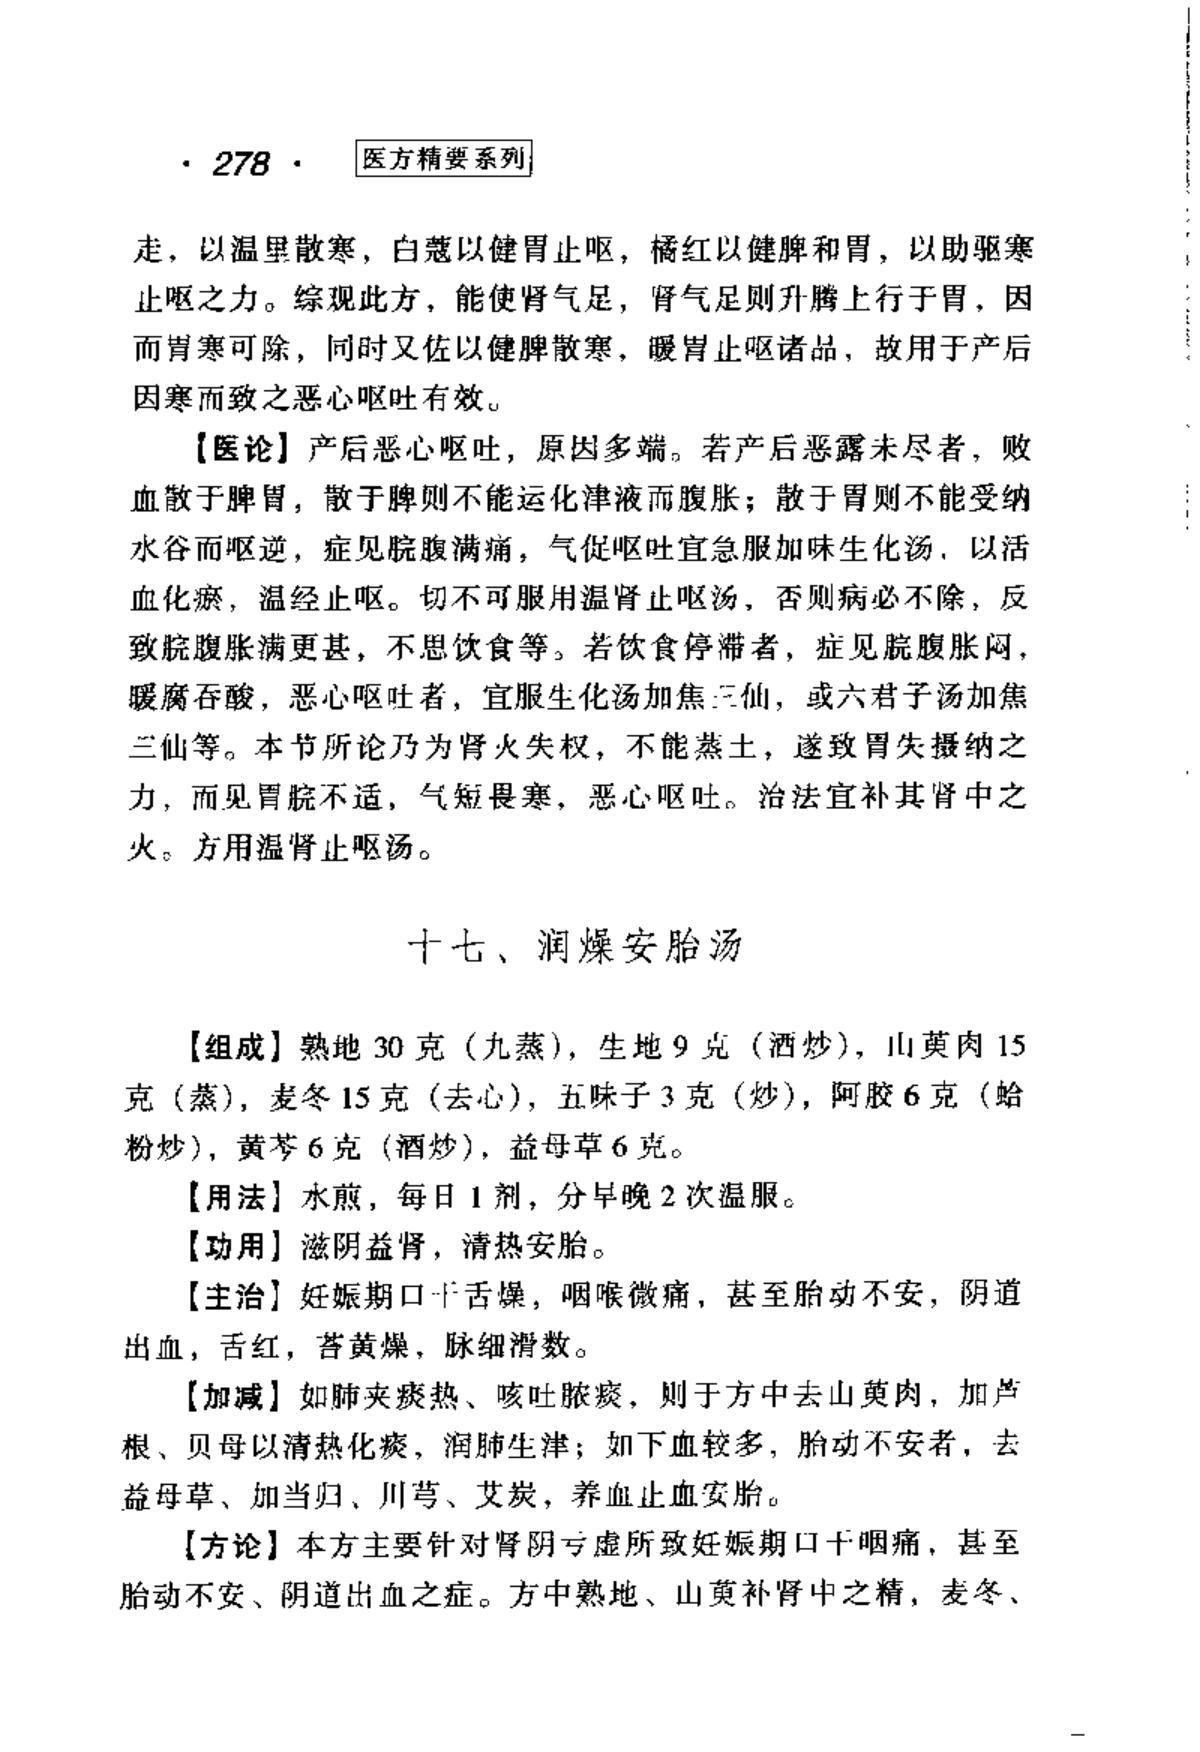 · 278 · 医方精要系列
走，以温里散寒，白蔻以健胃止呕，橘红以健脾和胃，以助驱寒
止呕之力。综观此方，能使肾气足，肾气足则升腾上行于胃，因
而胃寒可除，同时又佐以健脾散寒，暖胃止呕诸品，故用于产后
因寒而致之恶心呕吐有效。
【医论】产后恶心呕吐，原因多端。若产后恶露未尽者，败
血散于脾胃，散于脾则不能运化津液而腹胀；散于胃则不能受纳
水谷而呕逆，症见脘腹满痛，气促呕吐宜急服加味生化汤，以活
血化瘀，温经止呕。切不可服用温肾止呕汤，否则病必不除，反
致脘腹胀满更甚，不思饮食等。若饮食停滞者，症见脘腹胀闷，
暖腐吞酸，恶心呕吐者，宜服生化汤加焦三仙，或六君子汤加焦
三仙等。本节所论乃为肾火失权，不能蒸土，遂致胃失摄纳之
力，而见胃脘不适，气短畏寒，恶心呕吐。治法宜补其肾中之
火。方用温肾止呕汤。
十七、润燥安胎汤
【组成】熟地 30 克（九蒸），生地 9 克（酒炒），山萸肉 15
克（蒸），麦冬 15 克（去心），五味子 3 克（炒），阿胶 6 克（蛤
粉炒），黄芩 6 克（酒炒），益母草 6 克。
【用法】水煎，每日 1 剂，分早晚 2 次温服。
【功用】滋阴益肾，清热安胎。
【主治】妊娠期口干舌燥，咽喉微痛，甚至胎动不安，阴道
出血，舌红，苔黄燥，脉细滑数。
【加减】如肺夹痰热、咳吐脓痰，则于方中去山萸肉，加芦
根、贝母以清热化痰，润肺生津；如下血较多，胎动不安者，去
益母草、加当归、川芎、艾炭，养血止血安胎。
【方论】本方主要针对肾阴亏虚所致妊娠期口干咽痛，甚至
胎动不安、阴道出血之症。方中熟地、山萸补肾中之精，麦冬、